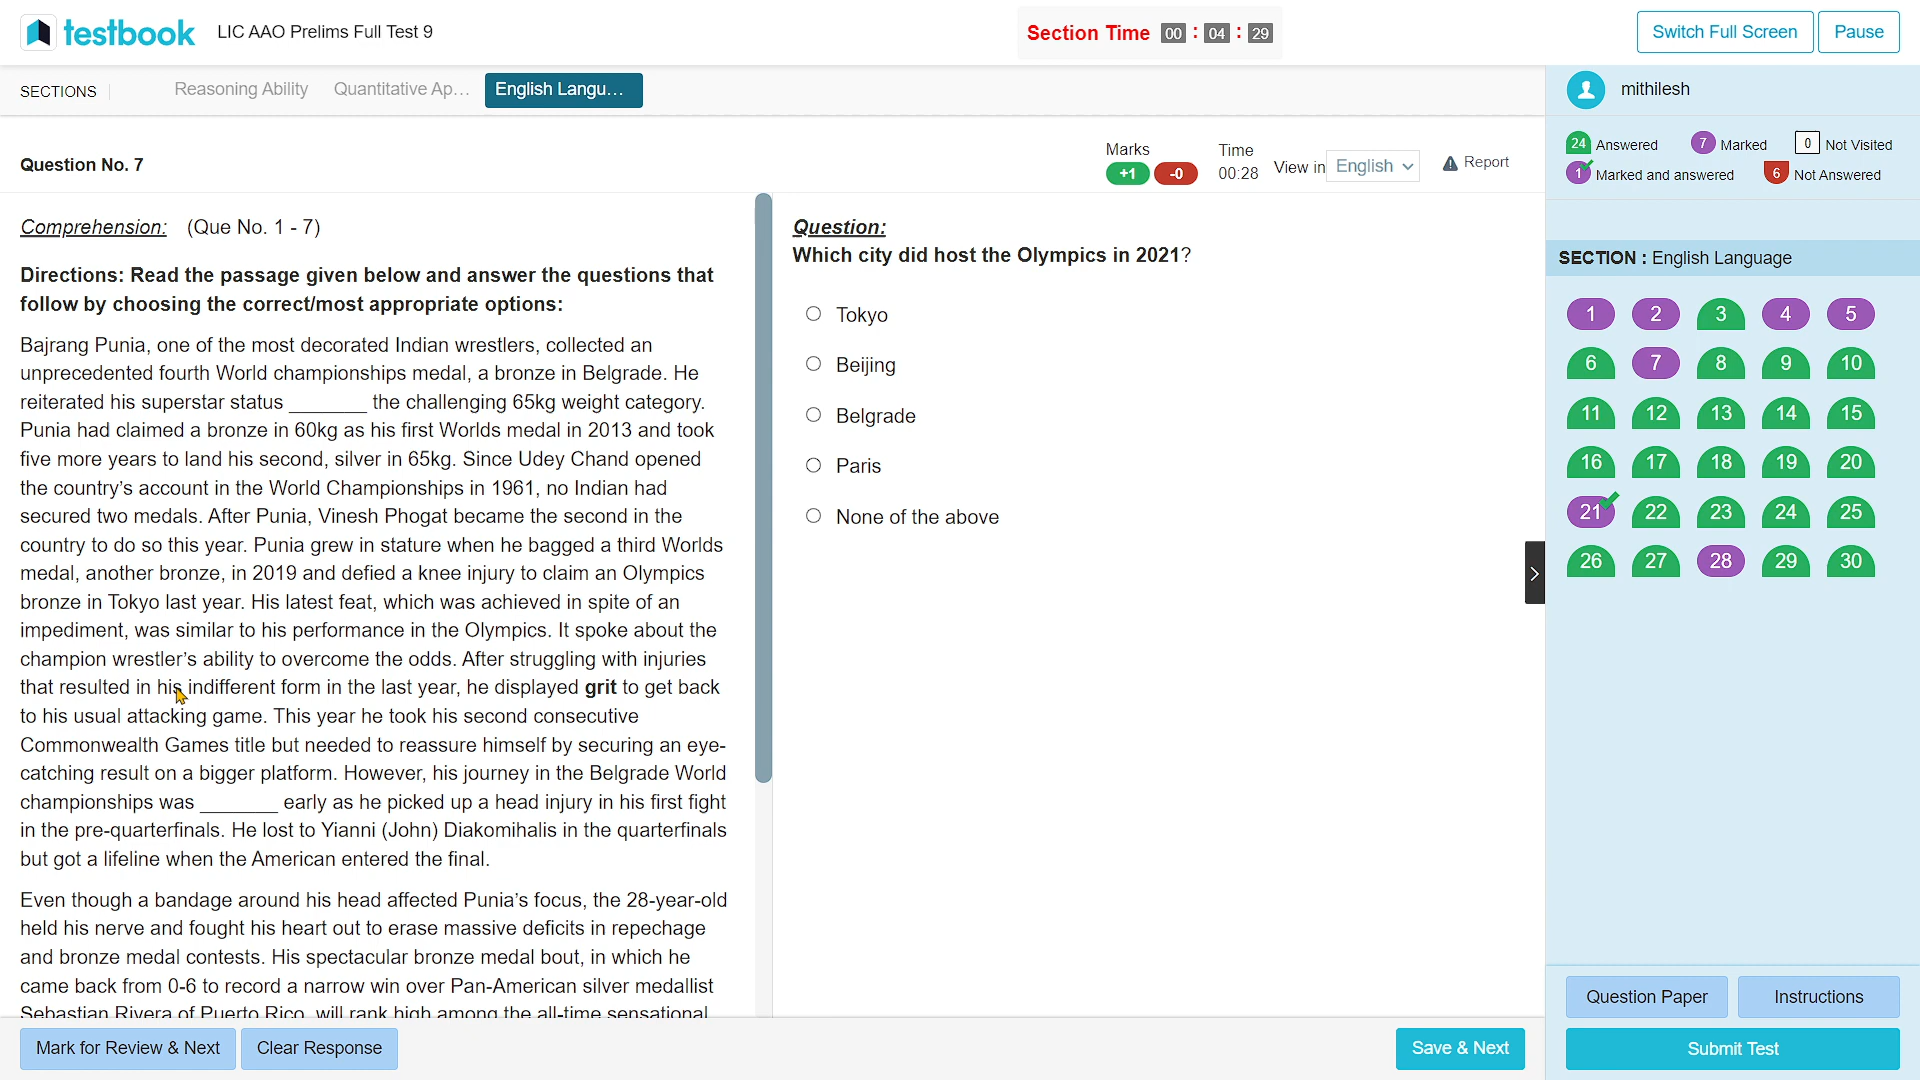 testbook LIC AAO Prelims Full Test 9 Section Time 00 : 04 : 29 Switch Full Screen Pause
SECTIONS Reasoning Ability Quantitative Ap... English Langu... mithilesh
24 Answered 7 Marked 0 Not Visited
1 Marked and answered 6 Not Answered
Question No. 7 Marks +1 -0 Time 00:28 View in English Report
SECTION : English Language
1 2 3 4 5
6 7 8 9 10
11 12 13 14 15
16 17 18 19 20
21 22 23 24 25
26 27 28 29 30
Comprehension: (Que No. 1 - 7)
Directions: Read the passage given below and answer the questions that
follow by choosing the correct/most appropriate options:
Bajrang Punia, one of the most decorated Indian wrestlers, collected an
unprecedented fourth World championships medal, a bronze in Belgrade. He
reiterated his superstar status _______ the challenging 65kg weight category.
Punia had claimed a bronze in 60kg as his first Worlds medal in 2013 and took
five more years to land his second, silver in 65kg. Since Udey Chand opened
the country's account in the World Championships in 1961, no Indian had
secured two medals. After Punia, Vinesh Phogat became the second in the
country to do so this year. Punia grew in stature when he bagged a third Worlds
medal, another bronze, in 2019 and defied a knee injury to claim an Olympics
bronze in Tokyo last year. His latest feat, which was achieved in spite of an
impediment, was similar to his performance in the Olympics. It spoke about the
champion wrestler's ability to overcome the odds. After struggling with injuries
that resulted in his indifferent form in the last year, he displayed grit to get back
to his usual attacking game. This year he took his second consecutive
Commonwealth Games title but needed to reassure himself by securing an eye-
catching result on a bigger platform. However, his journey in the Belgrade World
championships was _______ early as he picked up a head injury in his first fight
in the pre-quarterfinals. He lost to Yianni (John) Diakomihalis in the quarterfinals
but got a lifeline when the American entered the final.
Even though a bandage around his head affected Punia's focus, the 28-year-old
held his nerve and fought his heart out to erase massive deficits in repechage
and bronze medal contests. His spectacular bronze medal bout, in which he
came back from 0-6 to record a narrow win over Pan-American silver medallist
Sebastian Rivera of Puerto Rico, will rank high among the all-time sensational
Question:
Which city did host the Olympics in 2021?
Tokyo
Beijing
Belgrade
Paris
None of the above
Question Paper Instructions
Mark for Review & Next Clear Response Save & Next Submit Test